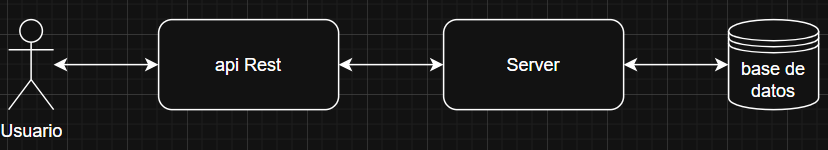 api Rest
Server
base de
datos
Usuario